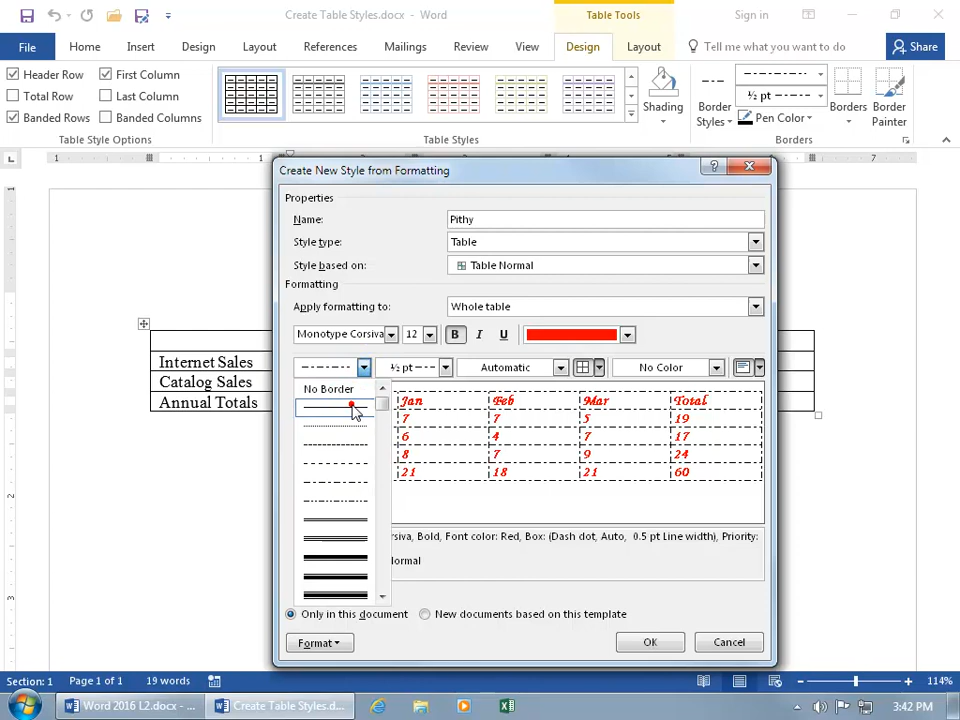 Create Table Styles.docx - Word
Table Tools
Sign in
File Home Insert Design Layout References Mailings Review View Design Layout Tell me what you want to do Share
Header Row First Column
Total Row Last Column
Banded Rows Banded Columns
Table Style Options
Table Styles
Shading
Border Styles
½ pt
Pen Color
Borders
Border Painter
Borders
Create New Style from Formatting
Properties
Name: Pithy
Style type: Table
Style based on: Table Normal
Formatting
Apply formatting to: Whole table
Monotype Corsiva 12 B I U
½ pt Automatic No Color
No Border
Jan Feb Mar Total
7 7 5 19
6 4 7 17
8 7 9 24
21 18 21 60
rsiva, Bold, Font color: Red, Box: (Dash dot, Auto, 0.5 pt Line width), Priority:
ormal
Only in this document New documents based on this template
Format OK Cancel
Internet Sales
Catalog Sales
Annual Totals
Section: 1 Page 1 of 1 19 words 114%
Word 2016 L2.docx - ... Create Table Styles.d... 3:42 PM